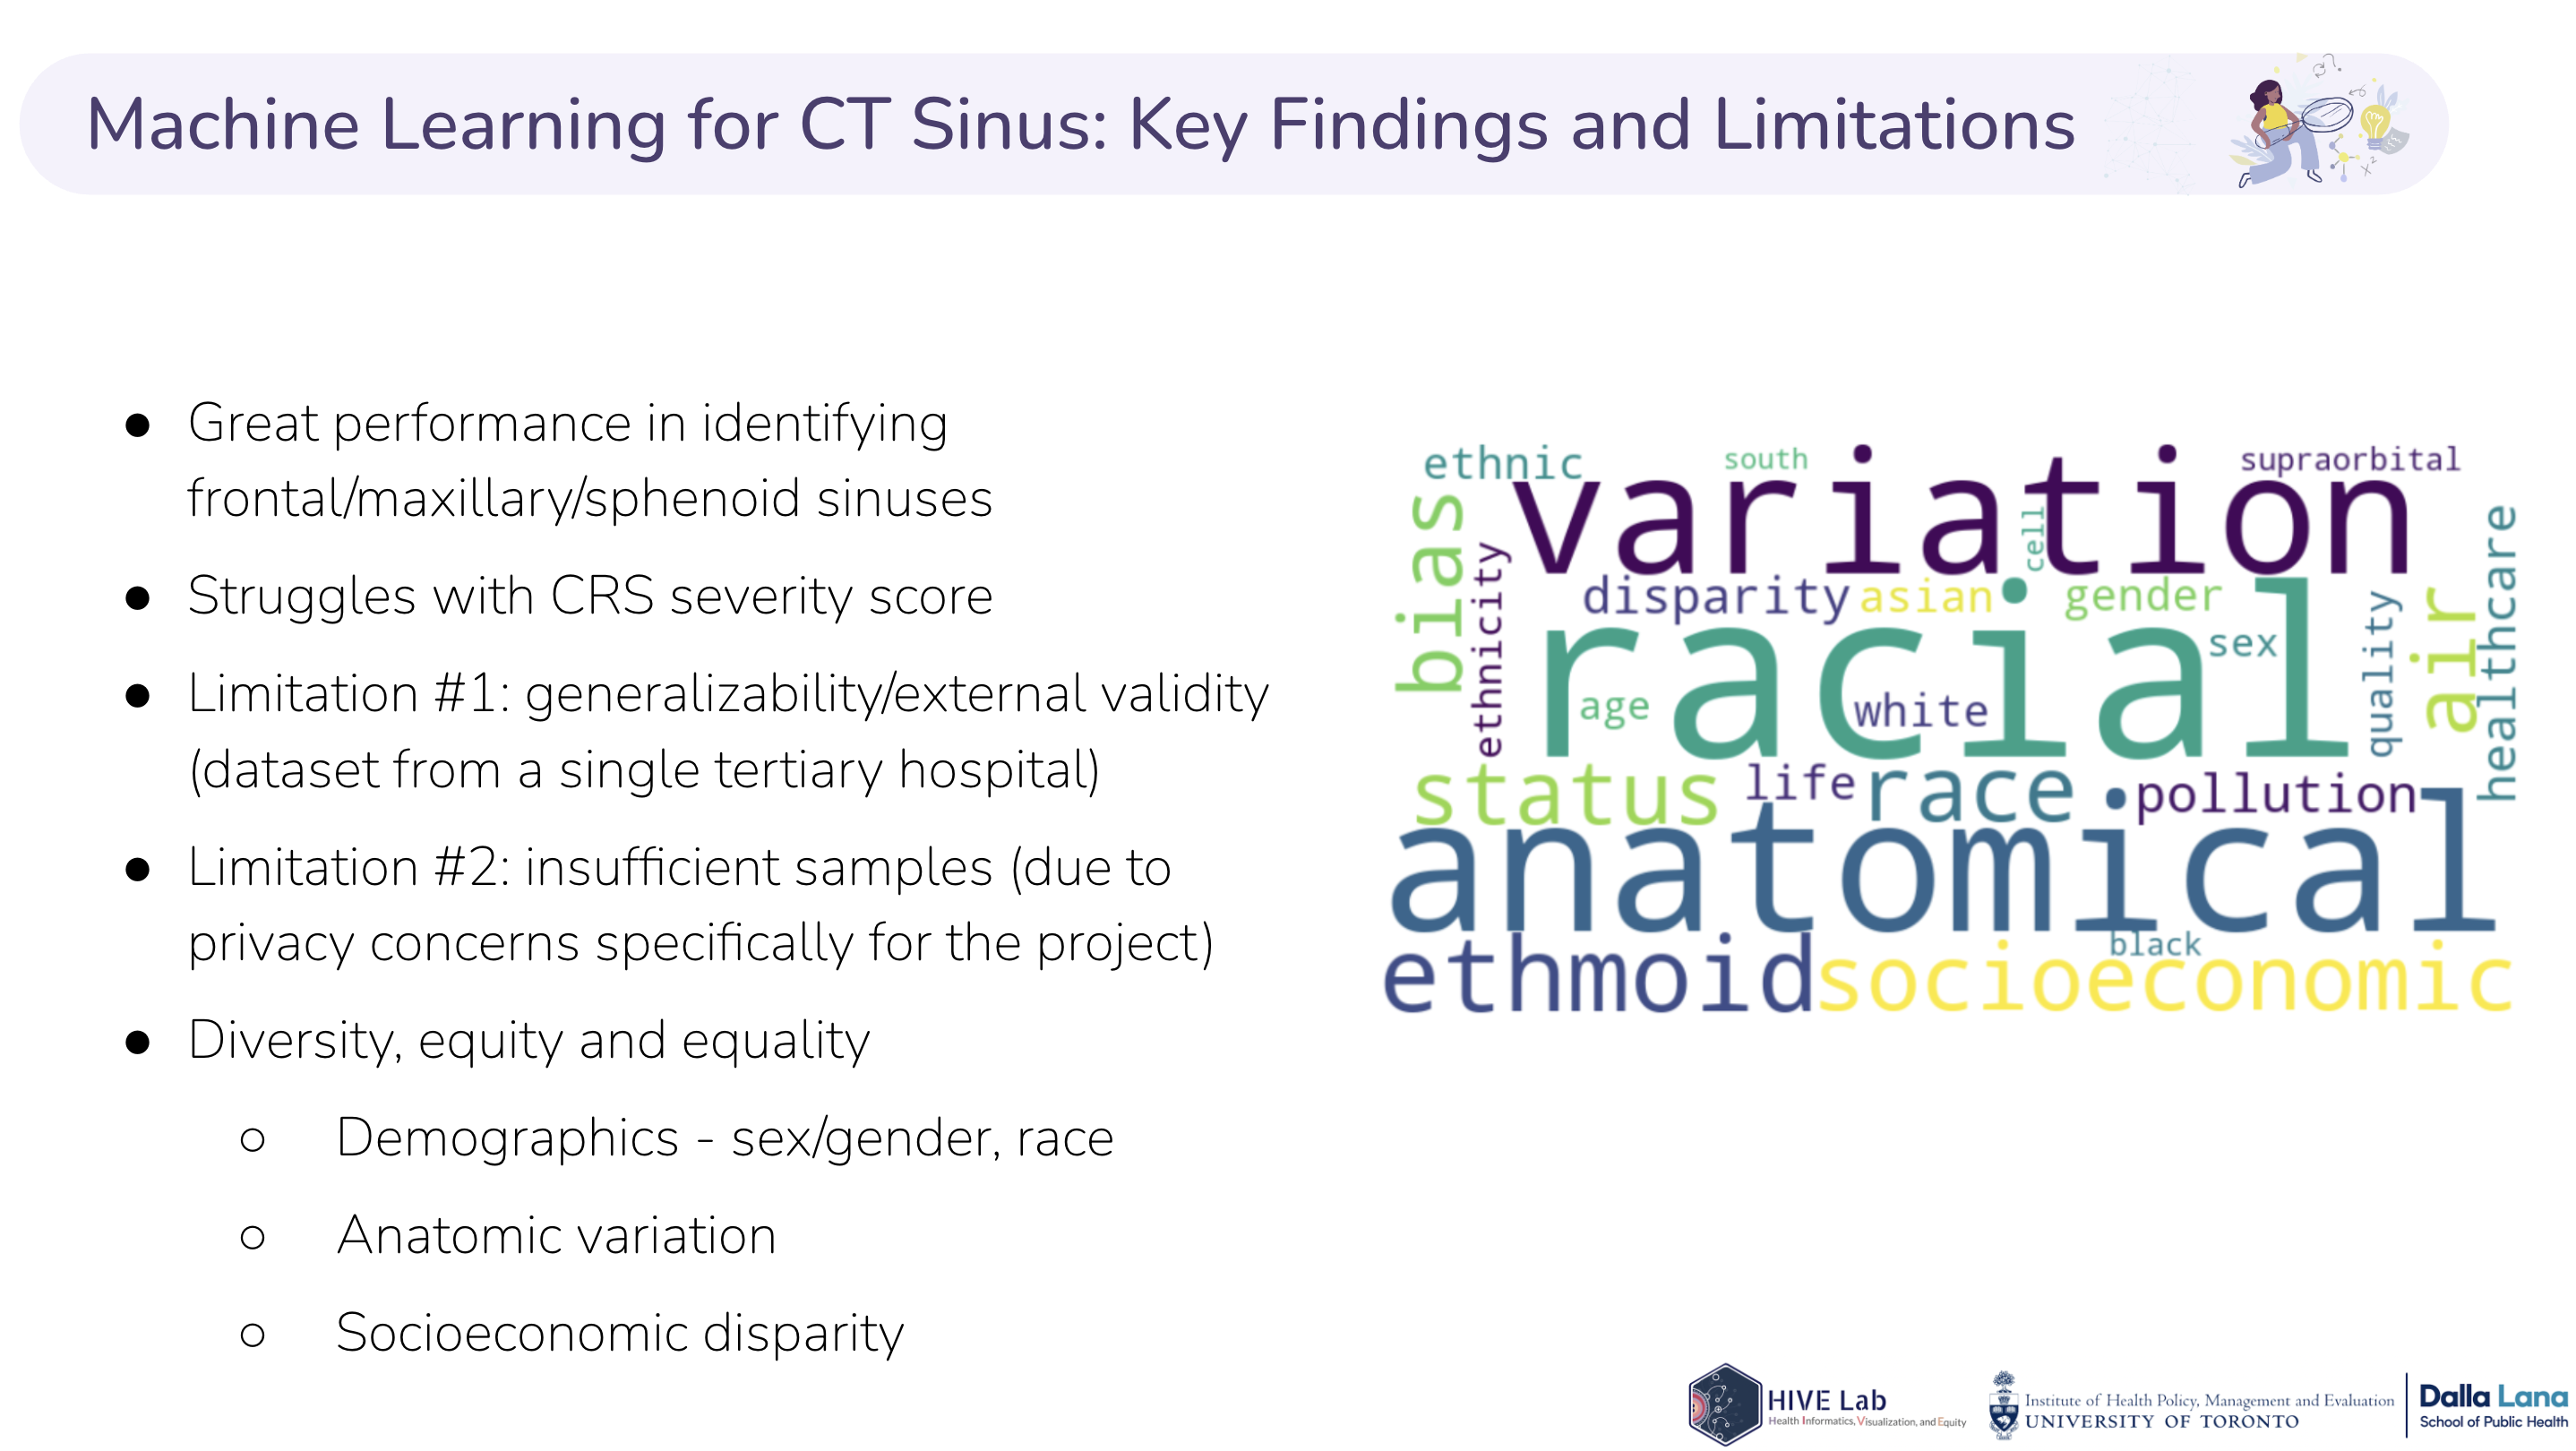 Machine Learning for CT Sinus: Key Findings and Limitations
● Great performance in identifying
frontal/maxillary/sphenoid sinuses
● Struggles with CRS severity score
● Limitation #1: generalizability/external validity
(dataset from a single tertiary hospital)
● Limitation #2: insufficient samples (due to
privacy concerns specifically for the project)
● Diversity, equity and equality
○ Demographics - sex/gender, race
○ Anatomic variation
○ Socioeconomic disparity
ethnic
south
supraorbital
variation
bias
cell
healthcare
ethnicity
disparity
asian
gender
racial
sex
quality
air
age
white
status
life
race
pollution
anatomical
black
ethmoid
socioeconomic
HIVE Lab
Health Informatics, Visualization, and Equity
Institute of Health Policy, Management and Evaluation
UNIVERSITY OF TORONTO
Dalla Lana
School of Public Health